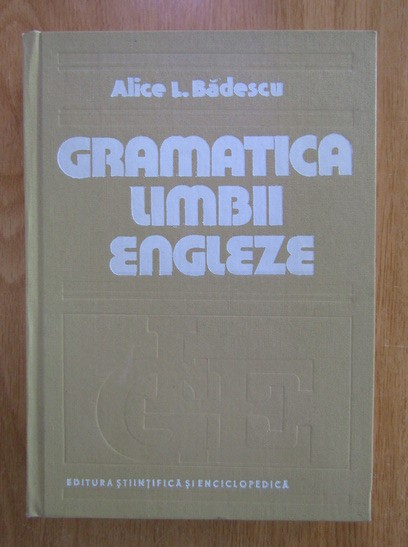 Alice L. Bădescu
GRAMATICA
LIMBII
ENGLEZE
EDITURA ȘTIINȚIFICĂ ȘI ENCICLOPEDICĂ